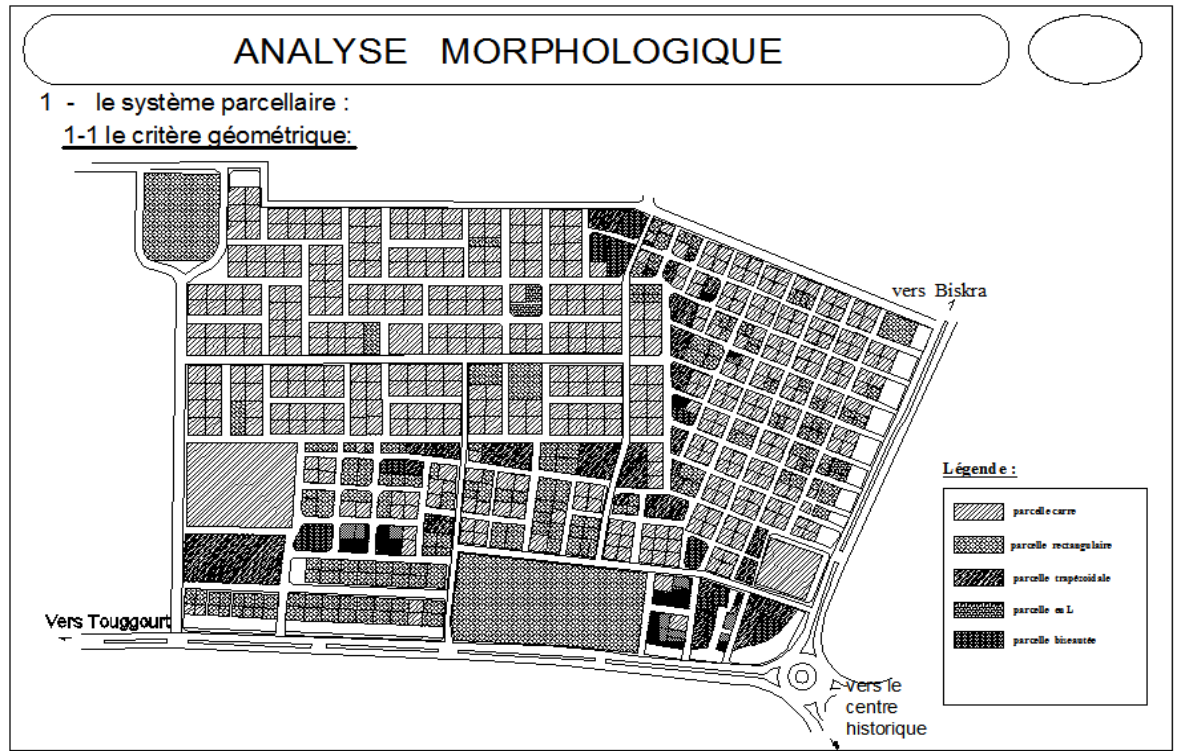 ANALYSE MORPHOLOGIQUE
1 - le système parcellaire :
1-1 le critère géométrique:
vers Biskra
Légende :
parcelle carre
parcelle rectangulaire
parcelle trapézoidale
parcelle en L
parcelle biseautée
Vers Touggourt
Vers le
centre
historique